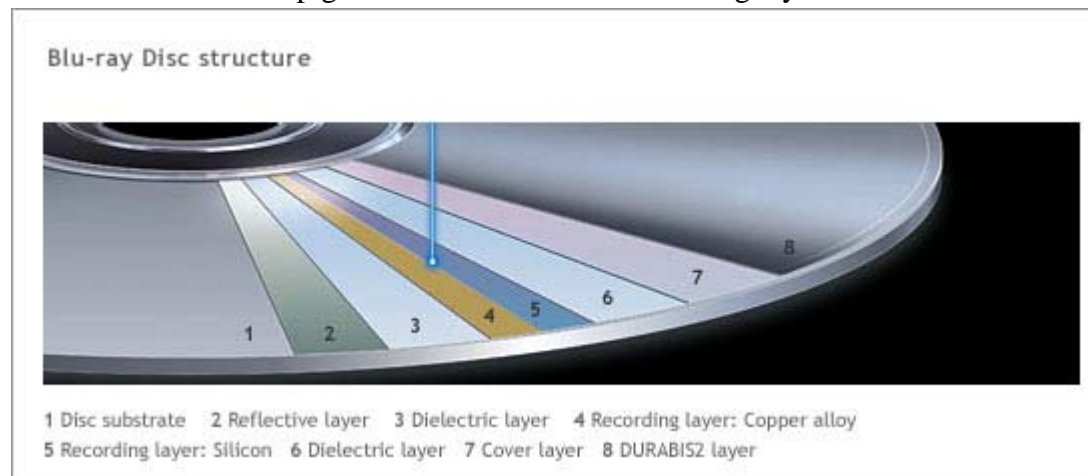 Blu-ray Disc structure
1 2 3 4 5 6 7 8
1 Disc substrate 2 Reflective layer 3 Dielectric layer 4 Recording layer: Copper alloy
5 Recording layer: Silicon 6 Dielectric layer 7 Cover layer 8 DURABIS2 layer